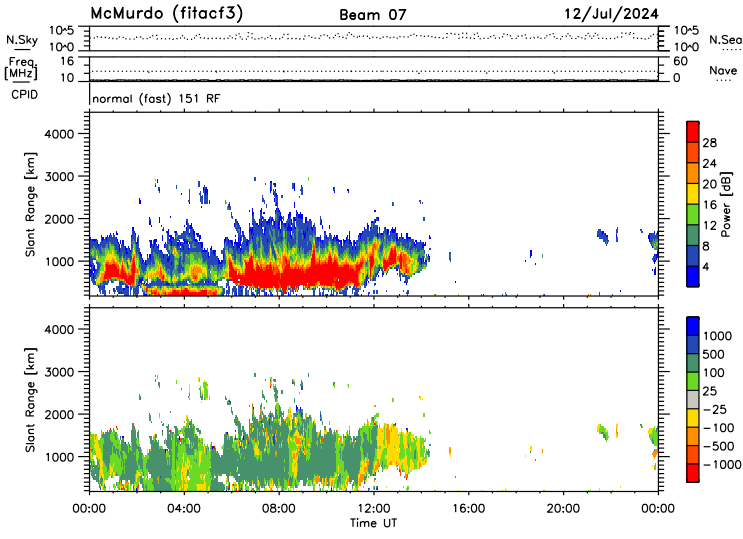 McMurdo (fitacf3) Beam 07 12/Jul/2024
N.Sky 10^5 10^0 10^5 10^0 N.Sea
Freq. [MHz] 16 10 60 0 Nave
CPID normal (fast) 151 RF
Slant Range [km]
4000
3000
2000
1000
Power [dB]
28
24
20
16
12
8
4
Slant Range [km]
4000
3000
2000
1000
1000
500
100
25
-25
-100
-500
-1000
00:00 04:00 08:00 12:00 16:00 20:00 00:00
Time UT